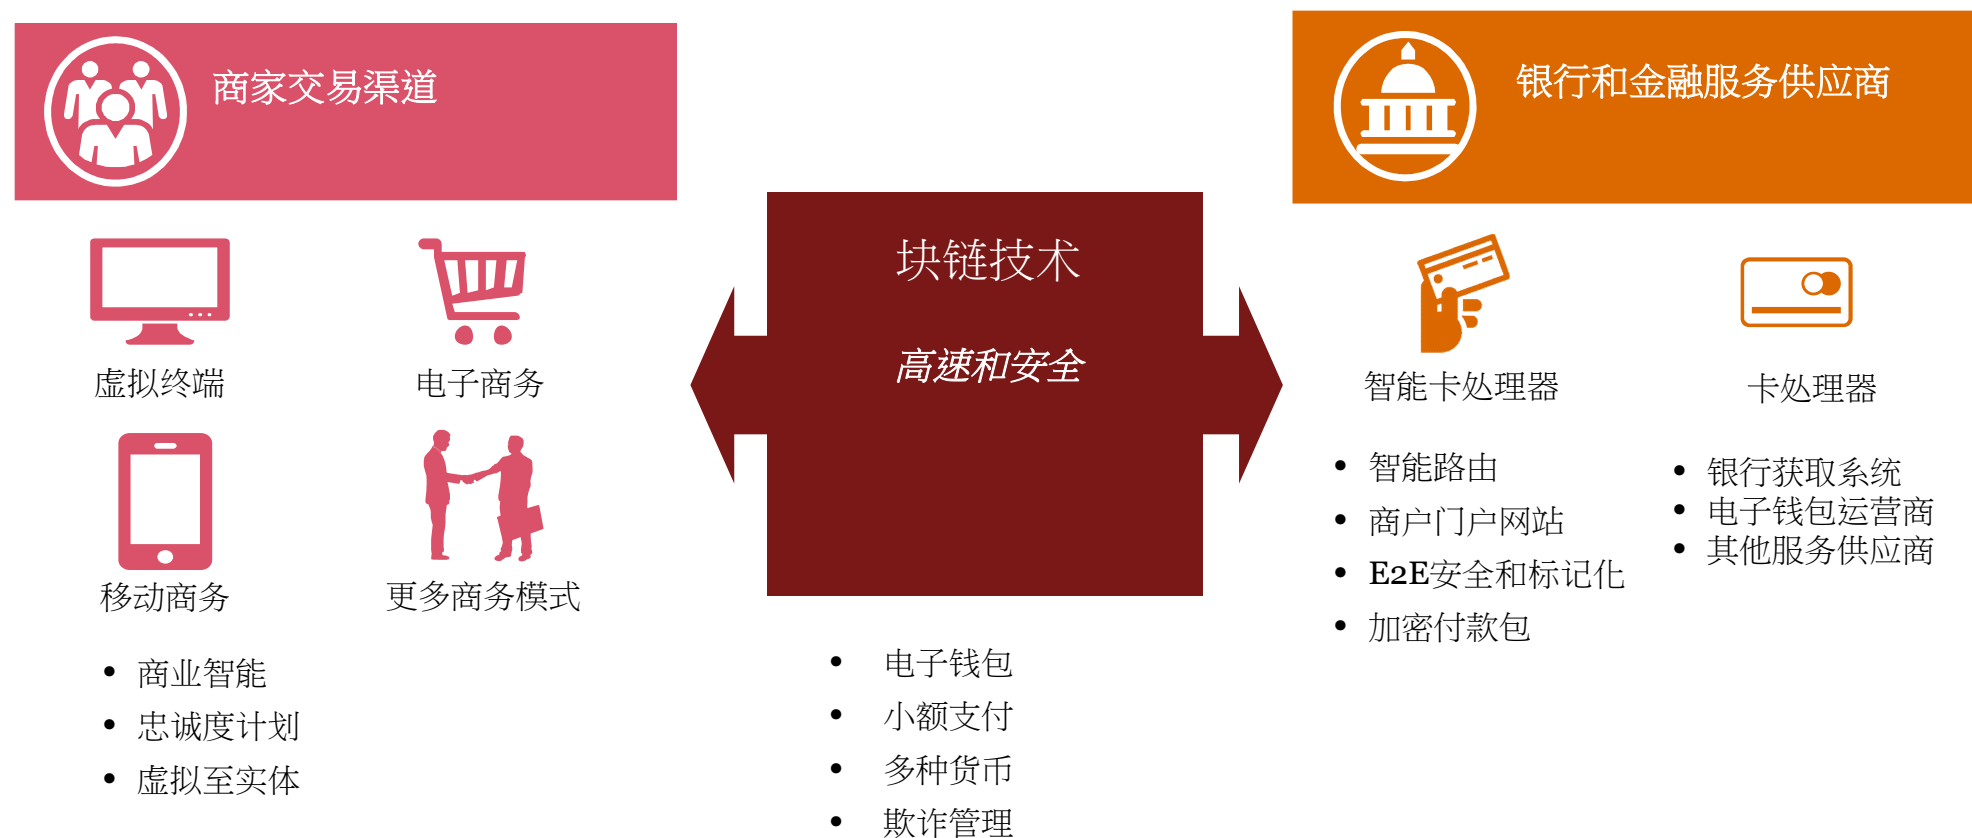 商家交易渠道
虚拟终端
电子商务
移动商务
更多商务模式
• 商业智能
• 忠诚度计划
• 虚拟至实体
块链技术
高速和安全
• 电子钱包
• 小额支付
• 多种货币
• 欺诈管理
银行和金融服务供应商
智能卡处理器
卡处理器
• 智能路由
• 商户门户网站
• E2E安全和标记化
• 加密付款包
• 银行获取系统
• 电子钱包运营商
• 其他服务供应商